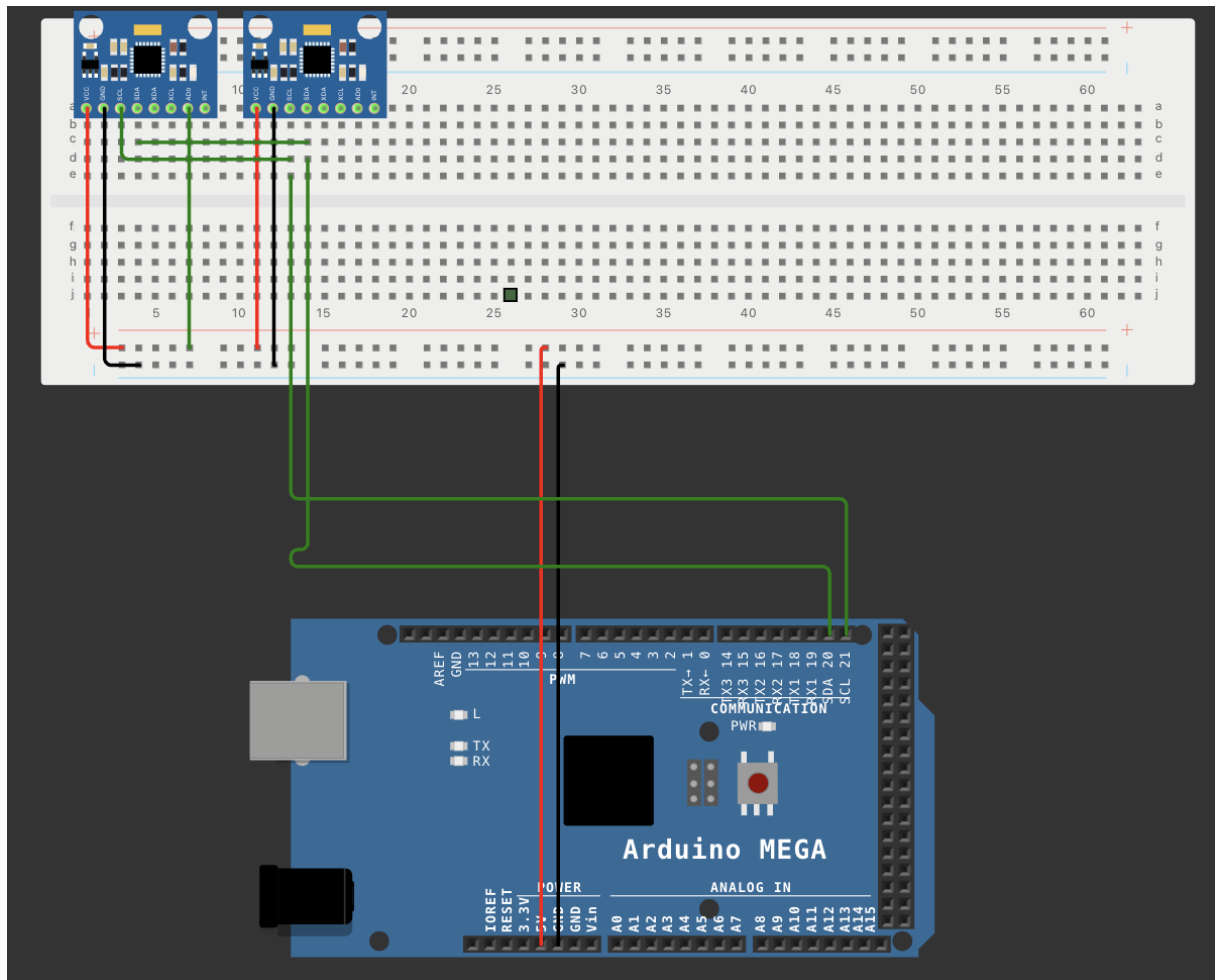 VCC GND SCL SDA XDA XCL AD0 INT
VCC GND SCL SDA XDA XCL AD0 INT
10 20 25 30 35 40 45 50 55 60
a a
b b
c c
d d
e e
f f
g g
h h
i i
j j
5 10 15 20 25 30 35 40 45 50 55 60
AREF GND 13 12 11 10 9 8 7 6 5 4 3 2 TX→ 1 RX← 0 TX3 14 RX3 15 TX2 16 RX2 17 TX1 18 RX1 19 SDA 20 SCL 21
PWM
COMMUNICATION
PWR
L
TX
RX
Arduino MEGA
POWER ANALOG IN
IOREF RESET 3.3V 5V GND GND Vin A0 A1 A2 A3 A4 A5 A6 A7 A8 A9 A10 A11 A12 A13 A14 A15